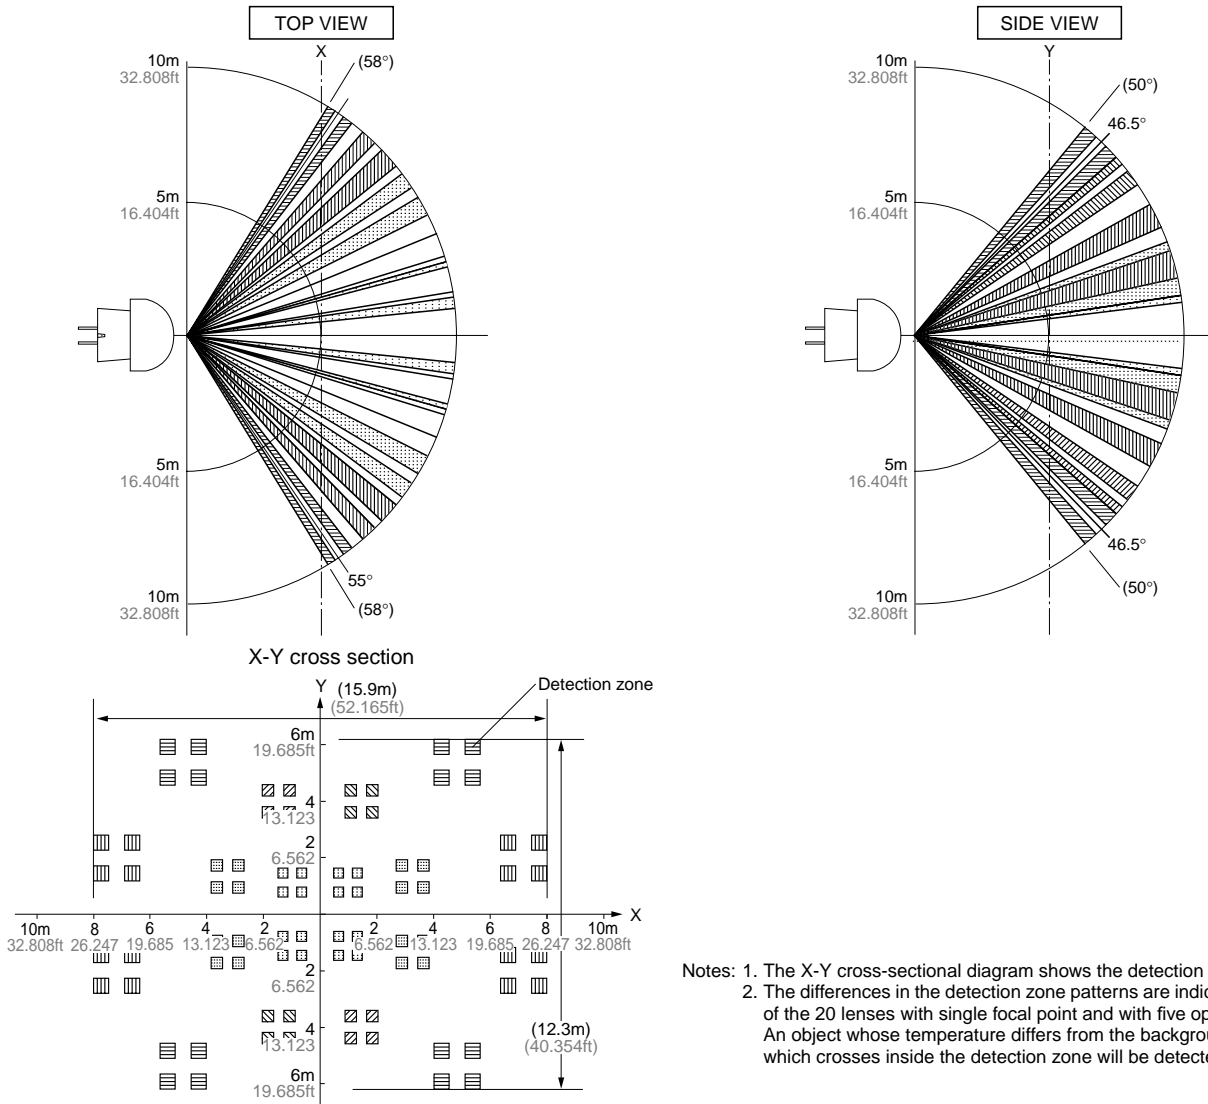 TOP VIEW
X
(58°)
10m
32.808ft
5m
16.404ft
5m
16.404ft
10m
32.808ft
55°
(58°)
SIDE VIEW
Y
(50°)
46.5°
10m
32.808ft
5m
16.404ft
5m
16.404ft
10m
32.808ft
46.5°
(50°)
X-Y cross section
Y
(15.9m)
(52.165ft)
Detection zone
6m
19.685ft
4
13.123
2
6.562
X
10m 8 6 4 2 2 4 6 8 10m
32.808ft 26.247 19.685 13.123 6.562 6.562 13.123 19.685 26.247 32.808ft
2
6.562
4
13.123
6m
19.685ft
(12.3m)
(40.354ft)
Notes: 1. The X-Y cross-sectional diagram shows the detection
2. The differences in the detection zone patterns are indic
of the 20 lenses with single focal point and with five op
An object whose temperature differs from the backgrou
which crosses inside the detection zone will be detecte